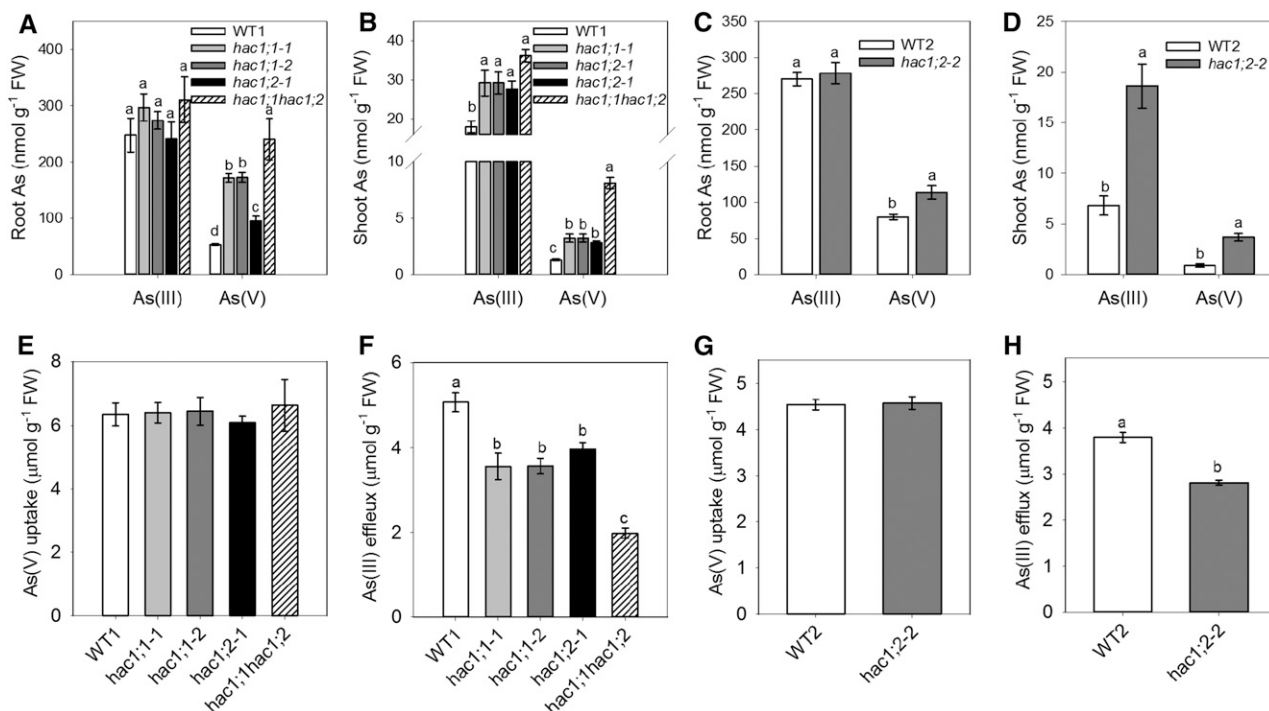 A
Root As (nmol g⁻¹ FW)
400
300
200
100
0
WT1
hac1;1-1
hac1;1-2
hac1;2-1
hac1;1hac1;2
a
a
a
a
a
d
b
b
c
a
As(III)
As(V)
B
Shoot As (nmol g⁻¹ FW)
40
30
20
10
5
0
WT1
hac1;1-1
hac1;2-1
hac1;2-1
hac1;1hac1;2
b
a
a
a
a
c
b
b
b
a
As(III)
As(V)
C
Root As (nmol g⁻¹ FW)
350
300
250
200
150
100
50
0
WT2
hac1;2-2
a
a
b
a
As(III)
As(V)
D
Shoot As (nmol g⁻¹ FW)
25
20
15
10
5
0
WT2
hac1;2-2
b
a
b
a
As(III)
As(V)
E
As(V) uptake (μmol g⁻¹ FW)
8
6
4
2
0
WT1
hac1;1-1
hac1;1-2
hac1;2-1
hac1;1hac1;2
F
As(III) effleux (μmol g⁻¹ FW)
6
4
2
0
a
b
b
b
c
WT1
hac1;1-1
hac1;1-2
hac1;2-1
hac1;1hac1;2
G
As(V) uptake (μmol g⁻¹ FW)
5
4
3
2
1
0
WT2
hac1;2-2
H
As(III) efflux (μmol g⁻¹ FW)
5
4
3
2
1
0
a
b
WT2
hac1;2-2